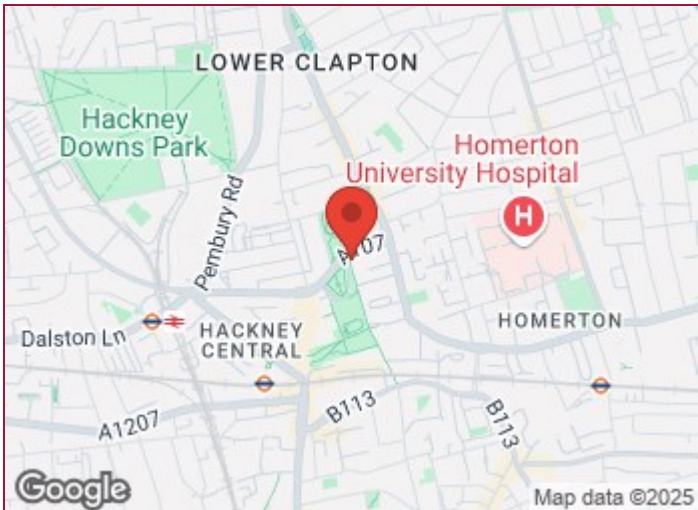 LOWER CLAPTON
Hackney
Downs Park
Homerton
University Hospital
H
Pembury Rd
A107
Dalston Ln
HACKNEY
CENTRAL
HOMERTON
B113
B113
A1207
Google
Map data ©2025